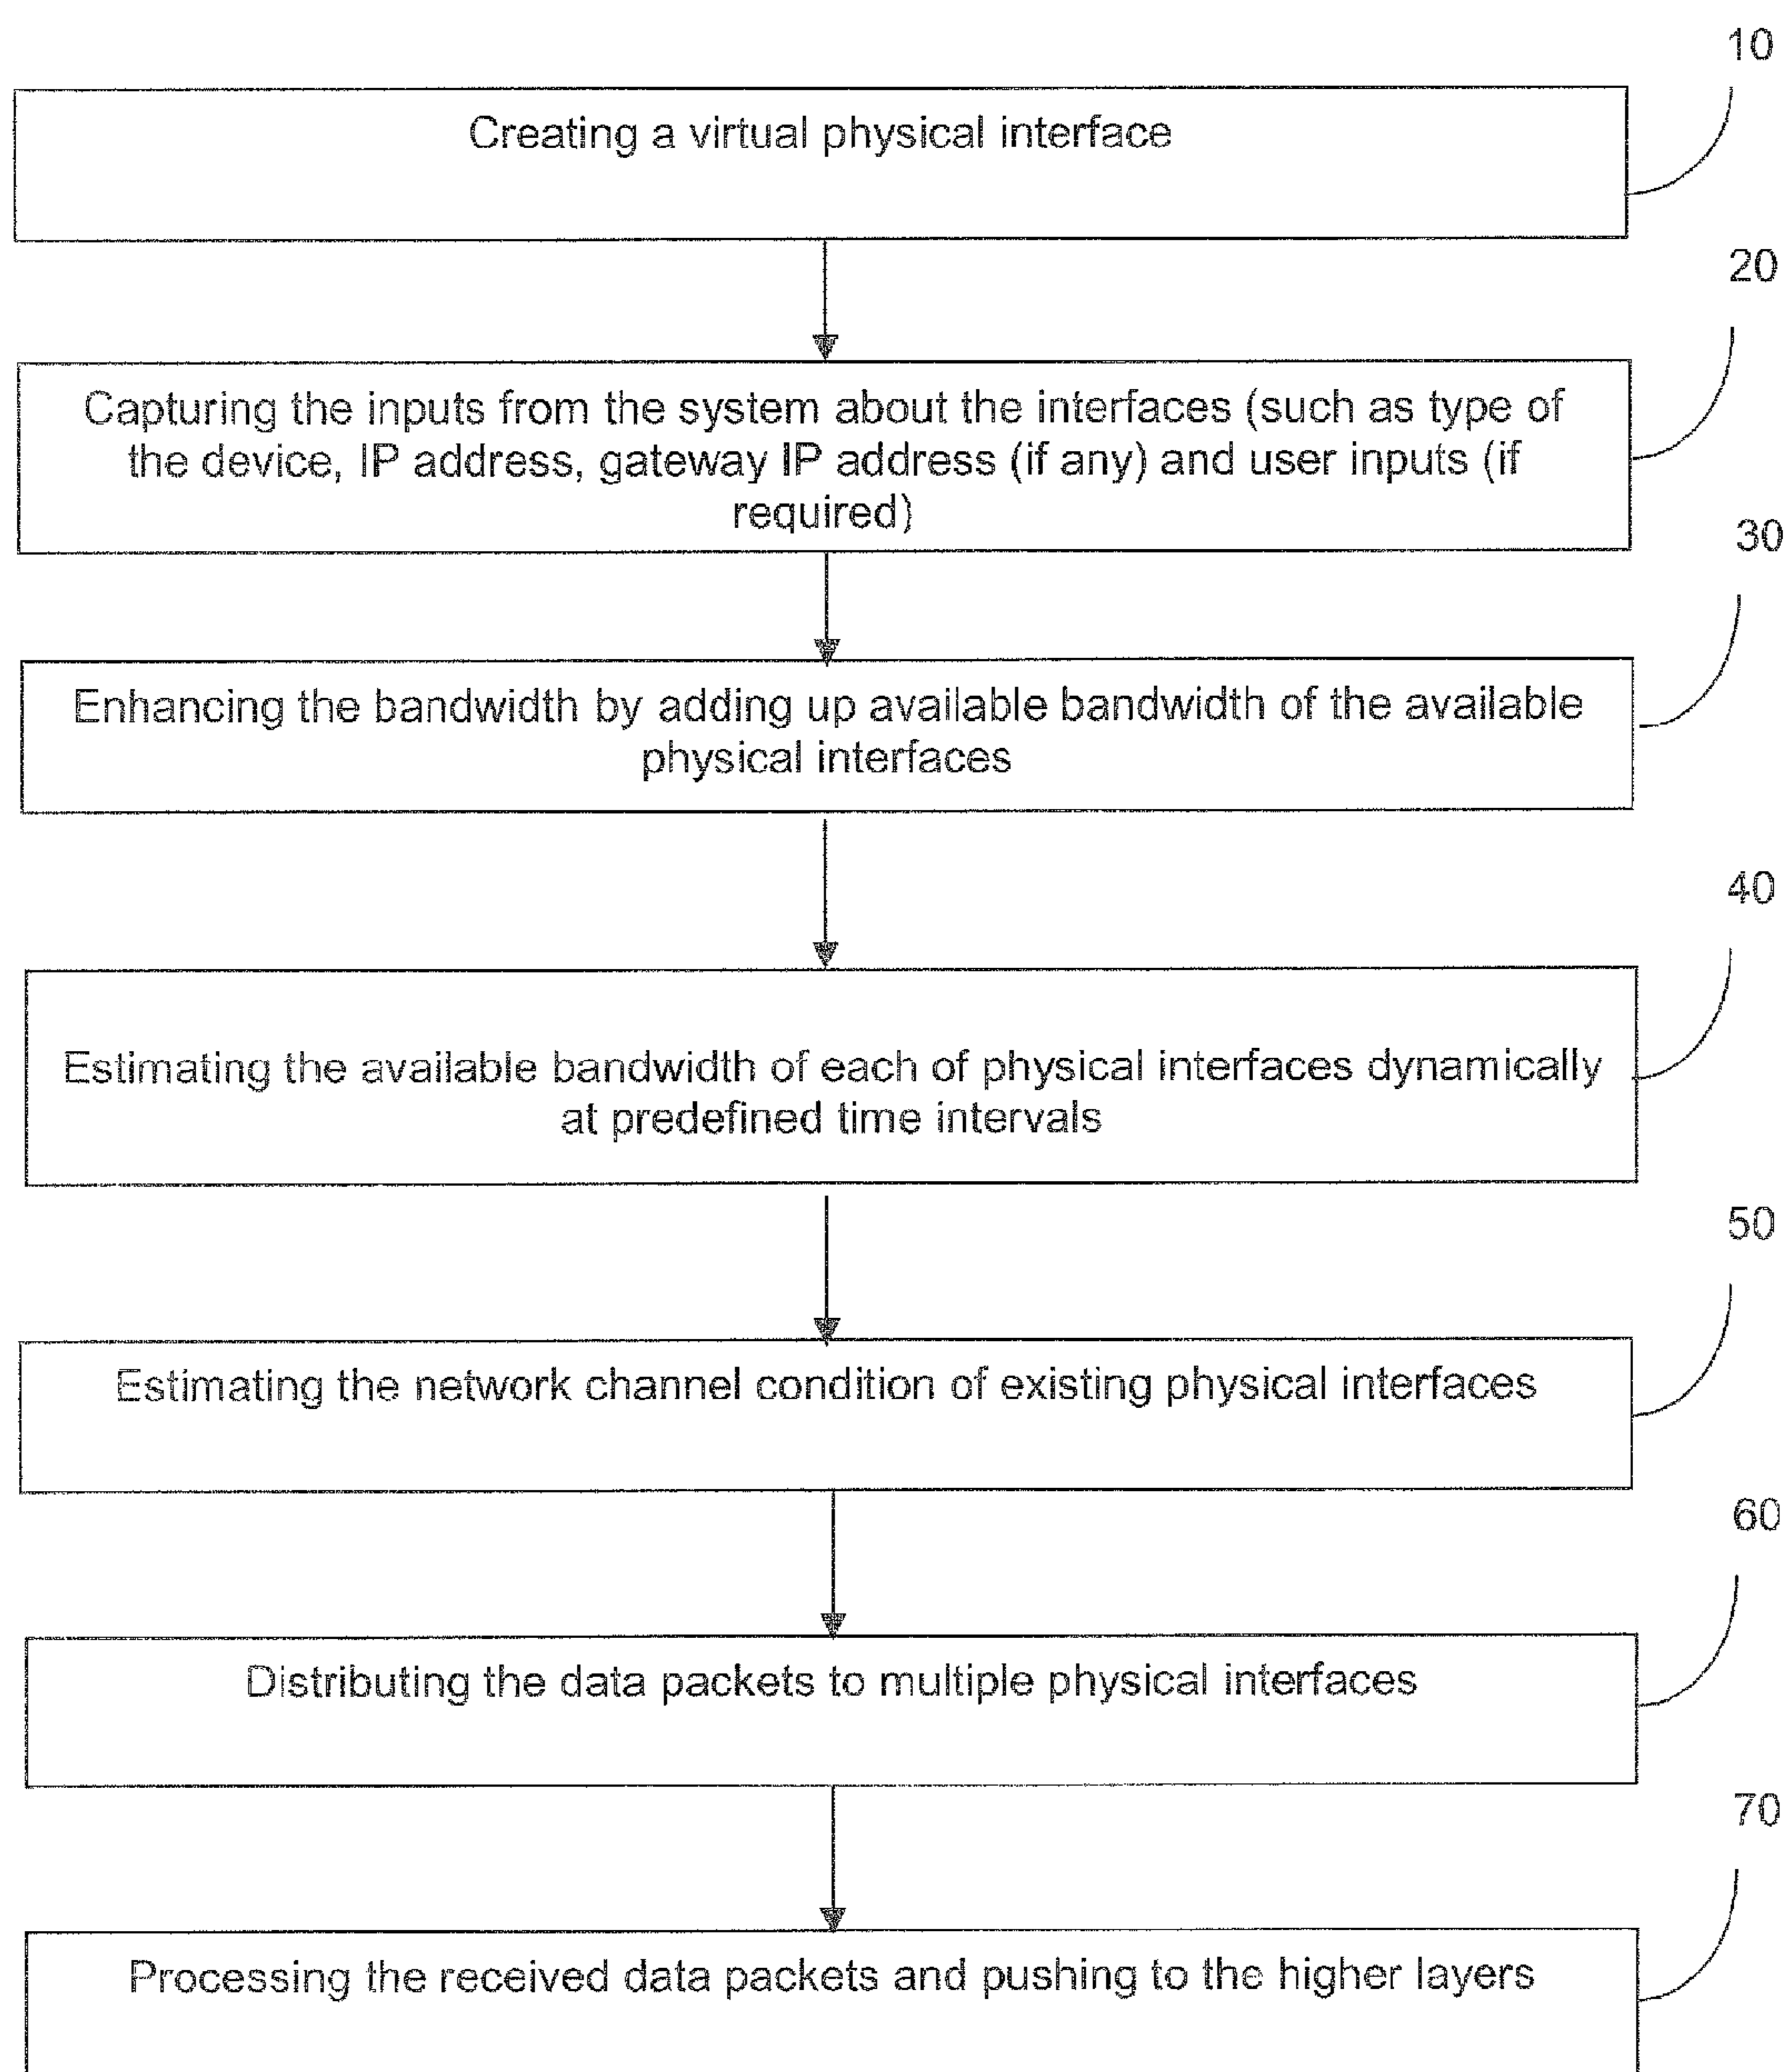 10
Creating a virtual physical interface
20
Capturing the inputs from the system about the interfaces (such as type of
the device, IP address, gateway IP address (if any) and user inputs (if
required)
30
Enhancing the bandwidth by adding up available bandwidth of the available
physical interfaces
40
Estimating the available bandwidth of each of physical interfaces dynamically
at predefined time intervals
50
Estimating the network channel condition of existing physical interfaces
60
Distributing the data packets to multiple physical interfaces
70
Processing the received data packets and pushing to the higher layers